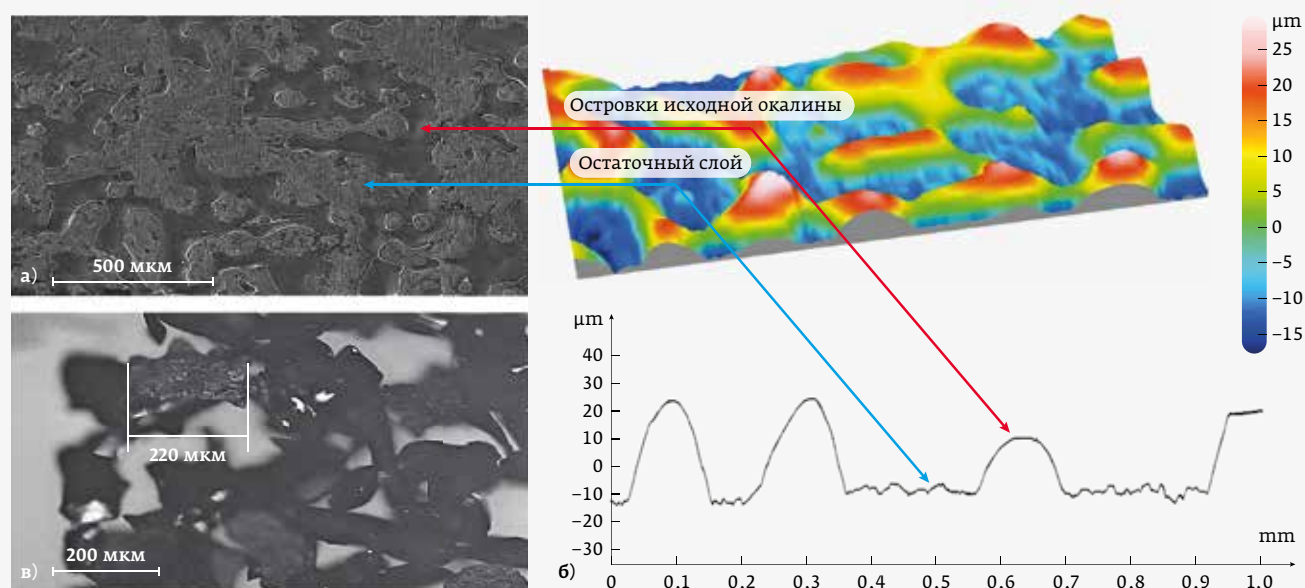 Островки исходной окалины
Остаточный слой
а)
500 мкм
220 мкм
в)
200 мкм
µm
25
20
15
10
5
0
−5
−10
−15
µm
40
30
20
10
0
−10
−20
−30
б)
0 0.1 0.2 0.3 0.4 0.5 0.6 0.7 0.8 0.9 1.0
mm